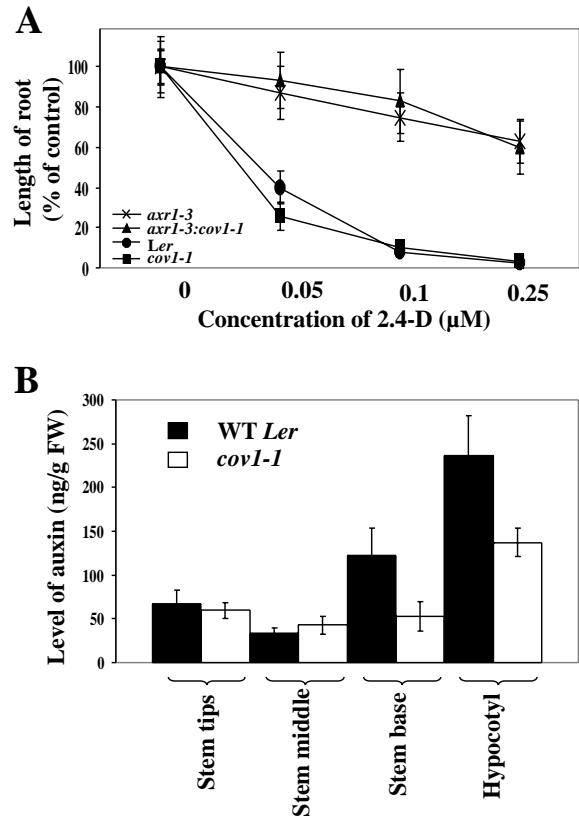 A
Length of root
(% of control)
100
80
60
40
20
0
axr1-3
axr1-3:cov1-1
Ler
cov1-1
0
0.05
0.1
0.25
Concentration of 2.4-D (µM)
B
Level of auxin (ng/g FW)
300
250
200
150
100
50
0
WT Ler
cov1-1
Stem tips
Stem middle
Stem base
Hypocotyl